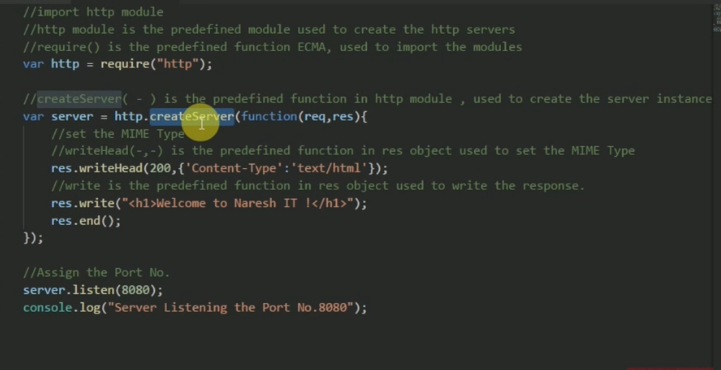 //import http module
//http module is the predefined module used to create the http servers
//require() is the predefined function ECMA, used to import the modules
var http = require("http");
//createServer( - ) is the predefined function in http module , used to create the server instance
var server = http.createServer(function(req,res){
//set the MIME Type
//writeHead(-,-) is the predefined function in res object used to set the MIME Type
res.writeHead(200,{'Content-Type':'text/html'});
//write is the predefined function in res object used to write the response.
res.write("<h1>Welcome to Naresh IT !</h1>");
res.end();
});
//Assign the Port No.
server.listen(8080);
console.log("Server Listening the Port No.8080");